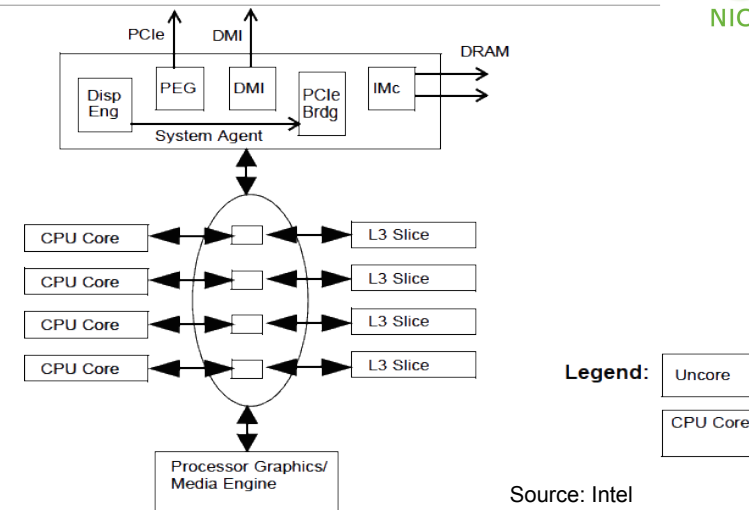 NIC
PCIe
DMI
DRAM
Disp
Eng
PEG
DMI
PCIe
Brdg
IMc
System Agent
CPU Core
L3 Slice
CPU Core
L3 Slice
CPU Core
L3 Slice
CPU Core
L3 Slice
Legend:
Uncore
CPU Core
Processor Graphics/
Media Engine
Source: Intel